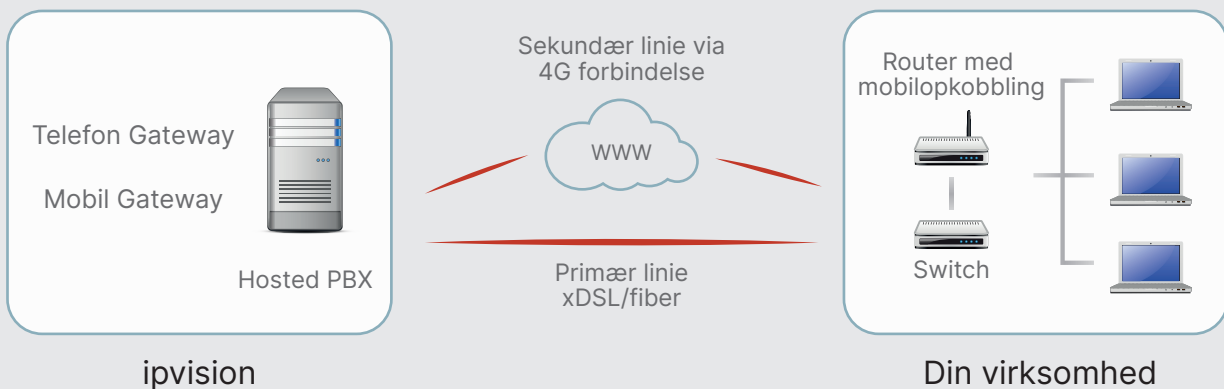 Telefon Gateway
Mobil Gateway
Hosted PBX
ipvision
Sekundær linie via
4G forbindelse
WWW
Primær linie
xDSL/fiber
Router med
mobilopkobbling
Switch
Din virksomhed